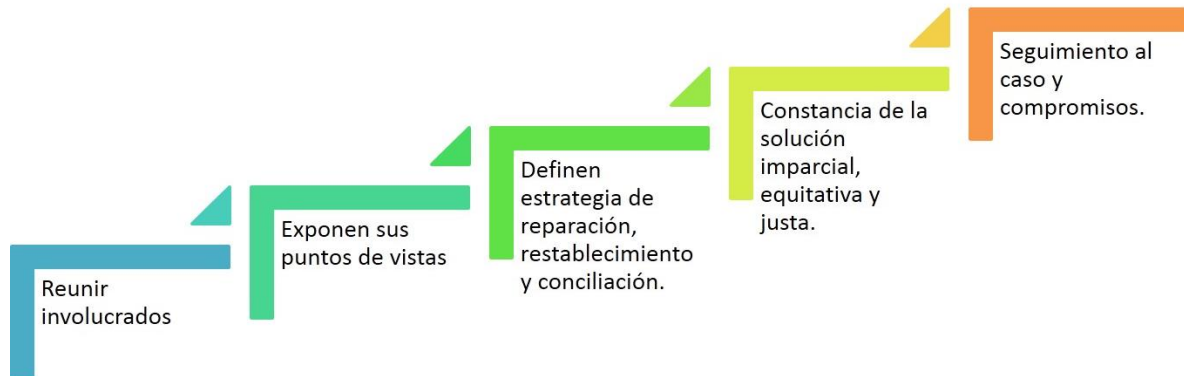 Reunir
involucrados
Exponen sus
puntos de vistas
Definen
estrategia de
reparación,
restablecimiento
y conciliación.
Constancia de la
solución
imparcial,
equitativa y
justa.
Seguimiento al
caso y
compromisos.